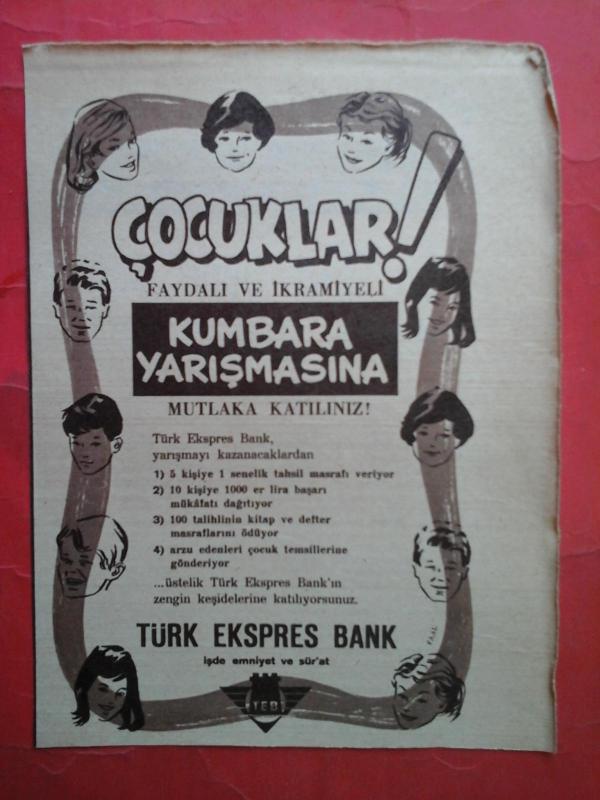 ÇOCUKLAR!
FAYDALI VE İKRAMİYELİ
KUMBARA
YARIŞMASINA
MUTLAKA KATILINIZ!
Türk Ekspres Bank,
yarışmayı kazanacaklardan
1) 5 kişiye 1 senelik tahsil masrafı veriyor
2) 10 kişiye 1000 er lira başarı
mükâfatı dağıtıyor
3) 100 talihlinin kitap ve defter
masraflarını ödüyor
4) arzu edenleri çocuk temsillerine
gönderiyor
...üstelik Türk Ekspres Bank'ın
zengin keşidelerine katılıyorsunuz.
TÜRK EKSPRES BANK
işde emniyet ve sür'at
TEB